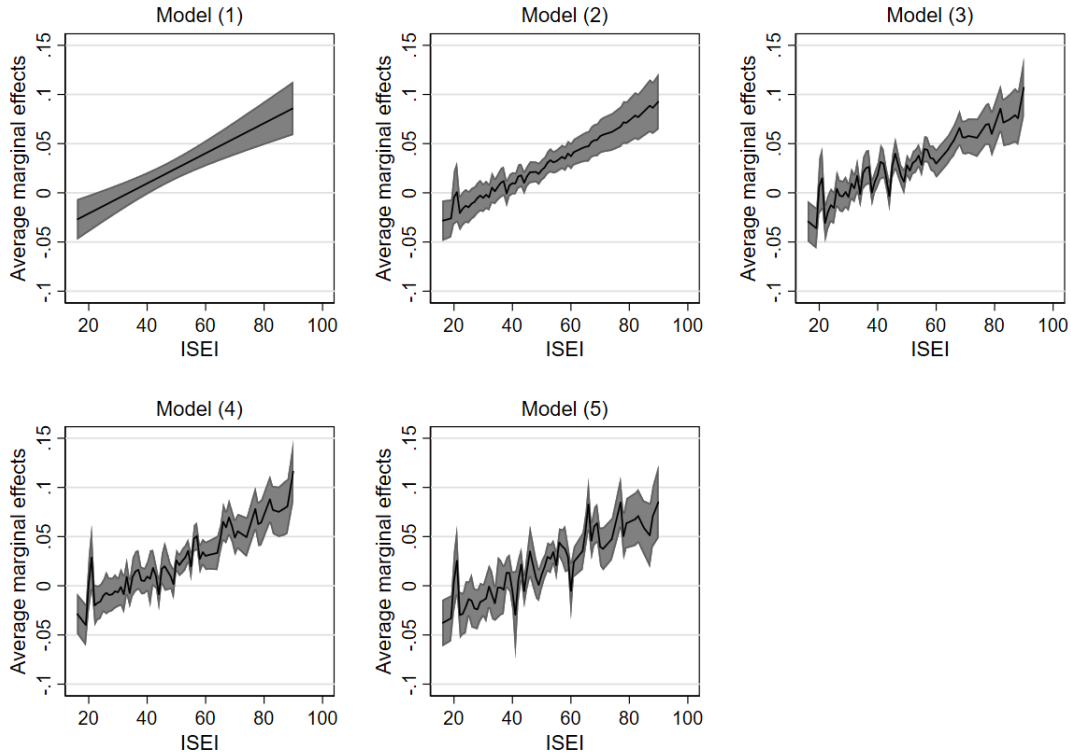 Model (1)
Average marginal effects
.15
.1
.05
0
-.05
-.1
20 40 60 80 100
ISEI
Model (2)
Average marginal effects
.15
.1
.05
0
-.05
-.1
20 40 60 80 100
ISEI
Model (3)
Average marginal effects
.15
.1
.05
0
-.05
-.1
20 40 60 80 100
ISEI
Model (4)
Average marginal effects
.15
.1
.05
0
-.05
-.1
20 40 60 80 100
ISEI
Model (5)
Average marginal effects
.15
.1
.05
0
-.05
-.1
20 40 60 80 100
ISEI